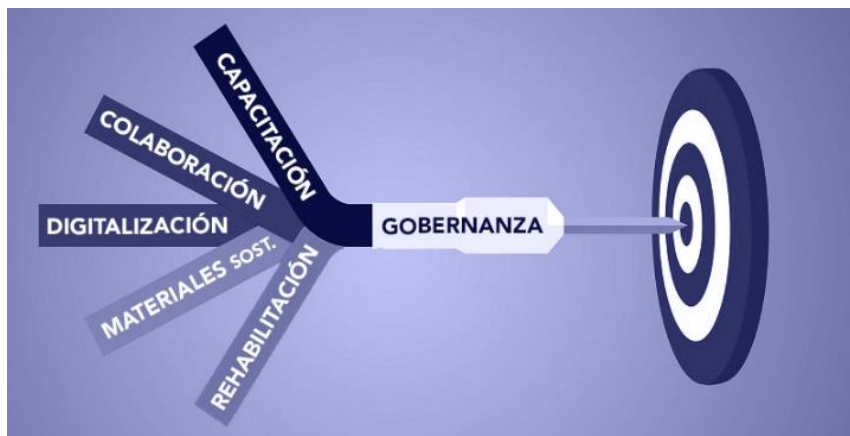 CAPACITACIÓN
COLABORACIÓN
DIGITALIZACIÓN
MATERIALES SOST.
REHABILITACIÓN
GOBERNANZA